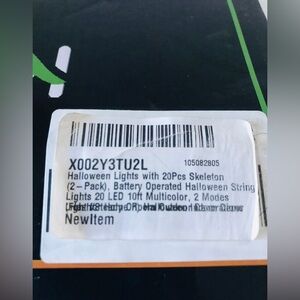 X002Y3TU2L 105082805
Halloween Lights with 20Pcs Skeleton
(2-Pack), Battery Operated Halloween String
Lights 20 LED 10ft Multicolor, 2 Modes
NewItem